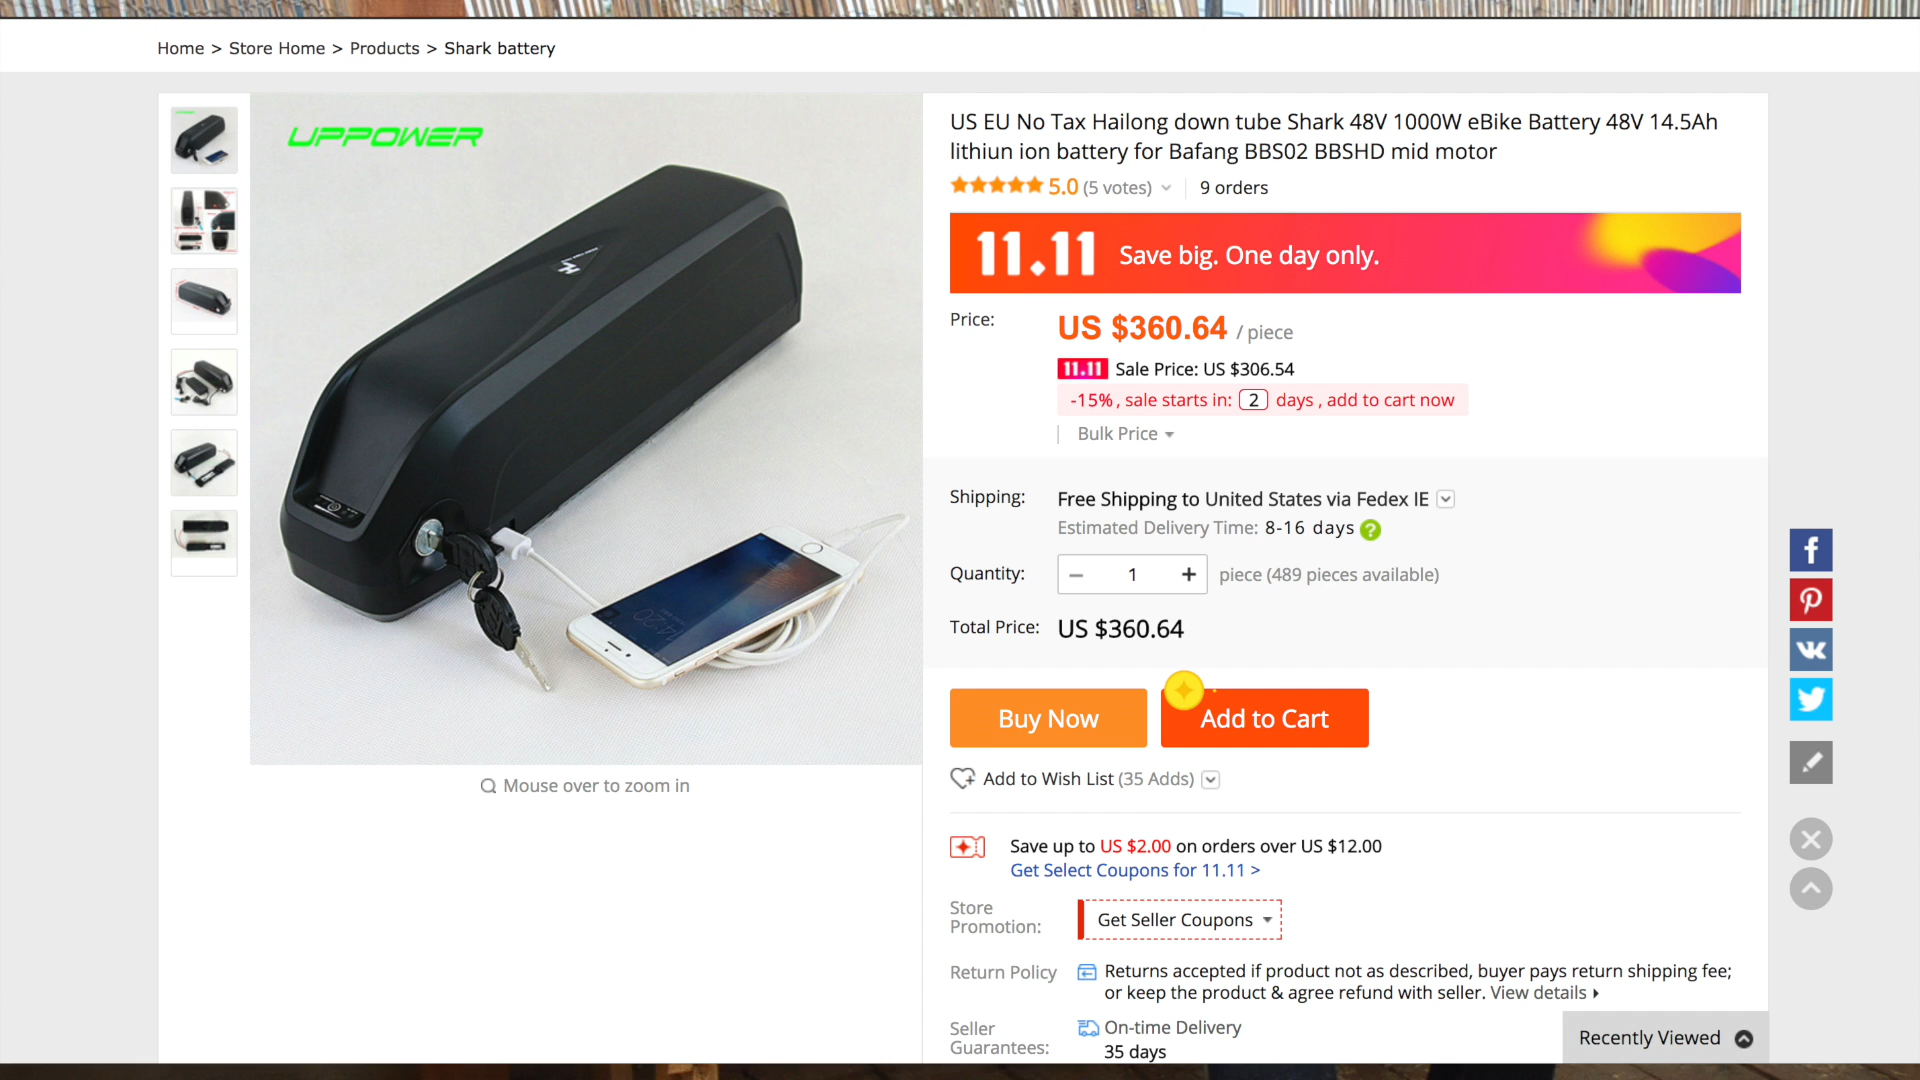 Home > Store Home > Products > Shark battery
UPPOWER
US EU No Tax Hailong down tube Shark 48V 1000W eBike Battery 48V 14.5Ah
lithiun ion battery for Bafang BBS02 BBSHD mid motor
5.0 (5 votes) 9 orders
11.11 Save big. One day only.
Price: US $360.64 / piece
11.11 Sale Price: US $306.54
-15% , sale starts in: 2 days , add to cart now
Bulk Price
Shipping: Free Shipping to United States via Fedex IE
Estimated Delivery Time: 8-16 days ?
Quantity: − 1 + piece (489 pieces available)
Total Price: US $360.64
Buy Now Add to Cart
Mouse over to zoom in
Add to Wish List (35 Adds)
Save up to US $2.00 on orders over US $12.00
Get Select Coupons for 11.11 >
Store
Promotion: Get Seller Coupons
Return Policy Returns accepted if product not as described, buyer pays return shipping fee;
or keep the product & agree refund with seller. View details
Seller
Guarantees: On-time Delivery
35 days
Recently Viewed